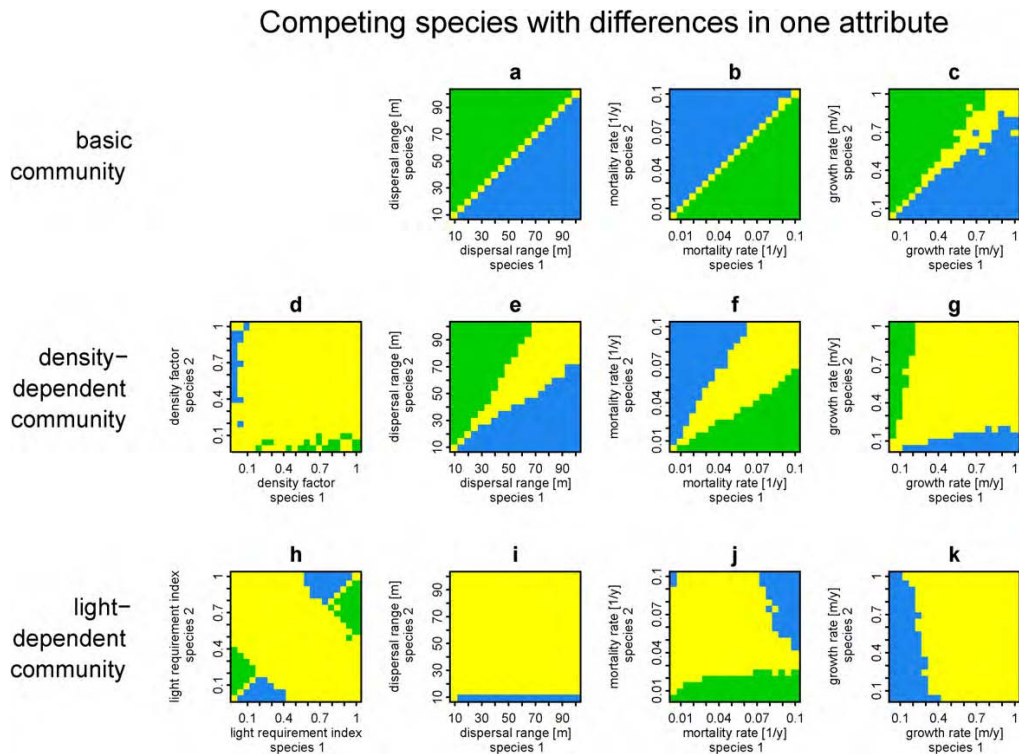 Competing species with differences in one attribute
basic
community
a
dispersal range [m]
species 2
10 30 50 70 90
10 30 50 70 90
dispersal range [m]
species 1
b
mortality rate [1/y]
species 2
0.01 0.04 0.07 0.1
0.01 0.04 0.07 0.1
mortality rate [1/y]
species 1
c
growth rate [m/y]
species 2
0.1 0.4 0.7 1
0.1 0.4 0.7 1
growth rate [m/y]
species 1
density-
dependent
community
d
density factor
species 2
0.1 0.4 0.7 1
0.1 0.4 0.7 1
density factor
species 1
e
dispersal range [m]
species 2
10 30 50 70 90
10 30 50 70 90
dispersal range [m]
species 1
f
mortality rate [1/y]
species 2
0.01 0.04 0.07 0.1
0.01 0.04 0.07 0.1
mortality rate [1/y]
species 1
g
growth rate [m/y]
species 2
0.1 0.4 0.7 1
0.1 0.4 0.7 1
growth rate [m/y]
species 1
light-
dependent
community
h
light requirement index
species 2
0.1 0.4 0.7 1
0.1 0.4 0.7 1
light requirement index
species 1
i
dispersal range [m]
species 2
10 30 50 70 90
10 30 50 70 90
dispersal range [m]
species 1
j
mortality rate [1/y]
species 2
0.01 0.04 0.07 0.1
0.01 0.04 0.07 0.1
mortality rate [1/y]
species 1
k
growth rate [m/y]
species 2
0.1 0.4 0.7 1
0.1 0.4 0.7 1
growth rate [m/y]
species 1